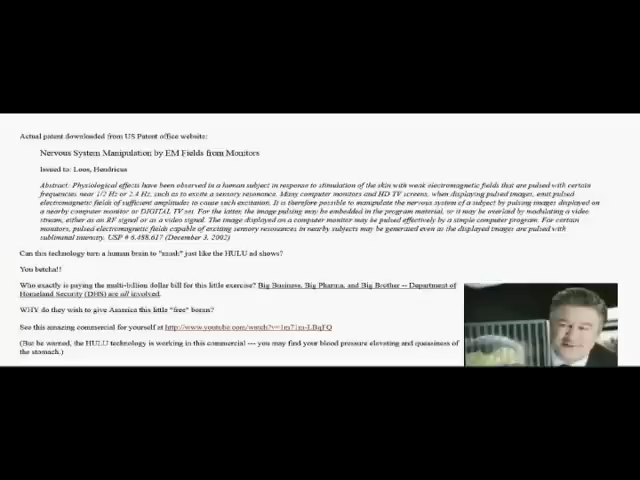 Actual patent downloaded from US Patent office website:
Nervous System Manipulation by EM Fields from Monitors
Issued to: Loos, Hendricus
Abstract: Physiological effects have been observed in a human subject in response to stimulation of the skin with weak electromagnetic fields that are pulsed with certain
frequencies near 1/2 Hz or 2.4 Hz, such as to excite a sensory resonance. Many computer monitors and HD TV screens, when displaying pulsed images, emit pulsed
electromagnetic fields of sufficient amplitudes to cause such excitation. It is therefore possible to manipulate the nervous system of a subject by pulsing images displayed on
a nearby computer monitor or DIGITAL TV set. For the latter, the image pulsing may be embedded in the program material, or it may be overlaid by modulating a video
stream, either as an RF signal or as a video signal. The image displayed on a computer monitor may be pulsed effectively by a simple computer program. For certain
monitors, pulsed electromagnetic fields capable of exciting sensory resonances in nearby subjects may be generated even as the displayed images are pulsed with
subliminal intensity. USP # 6,488,617 (December 3, 2002)
Can this technology turn a human brain to "mush" just like the HULU ad shows?
You betcha!!
Who exactly is paying the multi-billion dollar bill for this little exercise? Big Business, Big Pharma, and Big Brother -- Department of
Homeland Security (DHS) are all involved.
WHY do they wish to give America this little "free" bonus?
See this amazing commercial for yourself at
(But be warned, the HULU technology is working in this commercial --- you may find your blood pressure elevating and queasiness of
the stomach.)